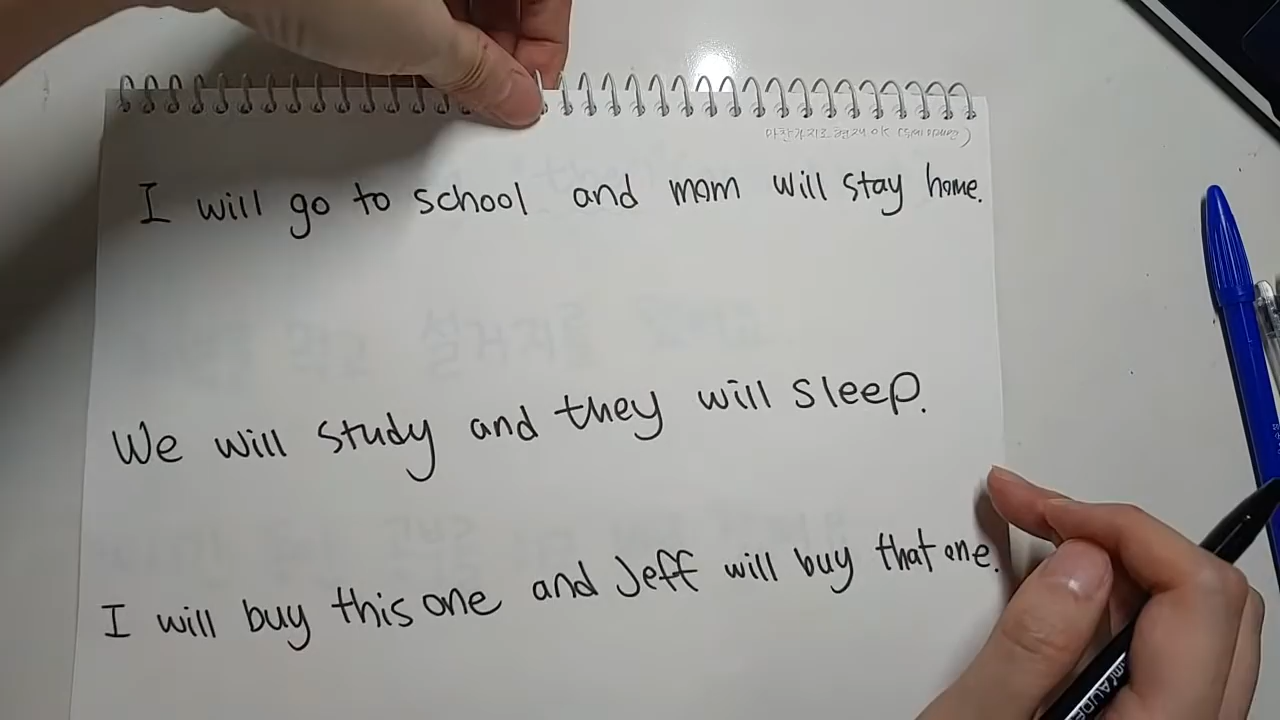 I will go to school and mom will stay home.
We will study and they will sleep.
I will buy this one and Jeff will buy that one.